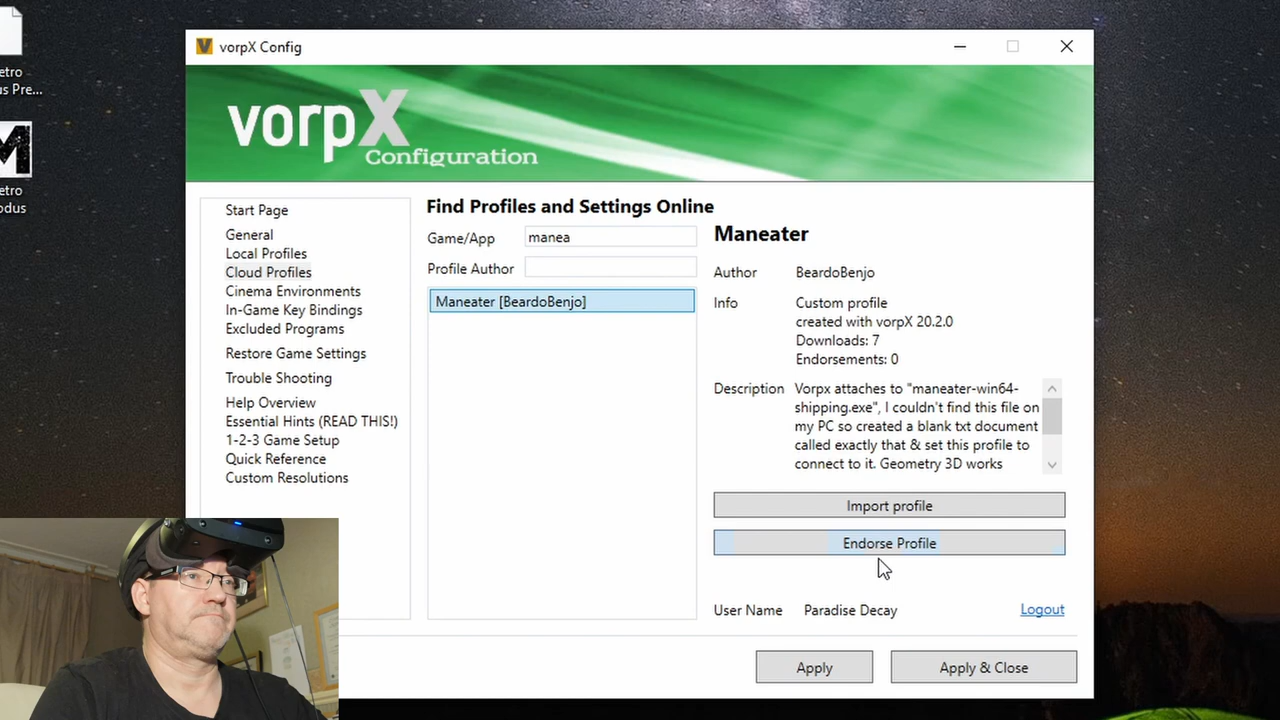 etro
us Pre...
etro
odus
vorpX Config
vorpX
Configuration
Start Page
General
Local Profiles
Cloud Profiles
Cinema Environments
In-Game Key Bindings
Excluded Programs
Restore Game Settings
Trouble Shooting
Help Overview
Essential Hints (READ THIS!)
1-2-3 Game Setup
Quick Reference
Custom Resolutions
Find Profiles and Settings Online
Game/App manea
Profile Author
Maneater [BeardoBenjo]
Maneater
Author BeardoBenjo
Info Custom profile
created with vorpX 20.2.0
Downloads: 7
Endorsements: 0
Description Vorpx attaches to "maneater-win64-
shipping.exe", I couldn't find this file on
my PC so created a blank txt document
called exactly that & set this profile to
connect to it. Geometry 3D works
Import profile
Endorse Profile
User Name Paradise Decay Logout
Apply Apply & Close